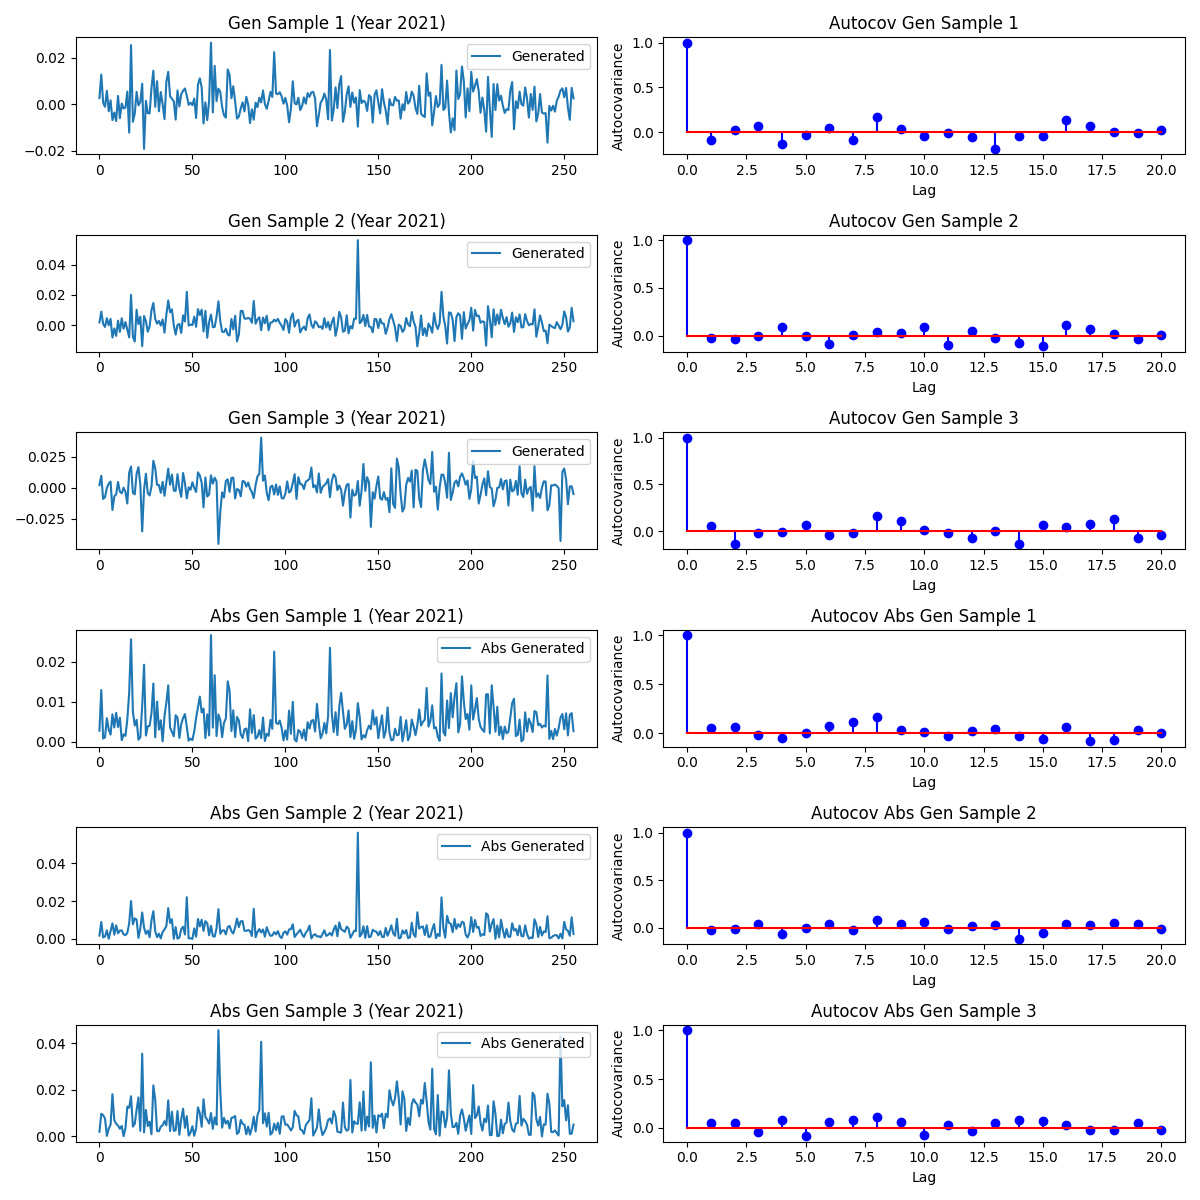 Gen Sample 1 (Year 2021)
Generated
0.02
0.00
−0.02
0 50 100 150 200 250
Autocov Gen Sample 1
Autocovariance
1.0
0.5
0.0
0.0 2.5 5.0 7.5 10.0 12.5 15.0 17.5 20.0
Lag
Gen Sample 2 (Year 2021)
Generated
0.04
0.02
0.00
0 50 100 150 200 250
Autocov Gen Sample 2
Autocovariance
1.0
0.5
0.0
0.0 2.5 5.0 7.5 10.0 12.5 15.0 17.5 20.0
Lag
Gen Sample 3 (Year 2021)
Generated
0.025
0.000
−0.025
0 50 100 150 200 250
Autocov Gen Sample 3
Autocovariance
1.0
0.5
0.0
0.0 2.5 5.0 7.5 10.0 12.5 15.0 17.5 20.0
Lag
Abs Gen Sample 1 (Year 2021)
Abs Generated
0.02
0.01
0.00
0 50 100 150 200 250
Autocov Abs Gen Sample 1
Autocovariance
1.0
0.5
0.0
0.0 2.5 5.0 7.5 10.0 12.5 15.0 17.5 20.0
Lag
Abs Gen Sample 2 (Year 2021)
Abs Generated
0.04
0.02
0.00
0 50 100 150 200 250
Autocov Abs Gen Sample 2
Autocovariance
1.0
0.5
0.0
0.0 2.5 5.0 7.5 10.0 12.5 15.0 17.5 20.0
Lag
Abs Gen Sample 3 (Year 2021)
Abs Generated
0.04
0.02
0.00
0 50 100 150 200 250
Autocov Abs Gen Sample 3
Autocovariance
1.0
0.5
0.0
0.0 2.5 5.0 7.5 10.0 12.5 15.0 17.5 20.0
Lag